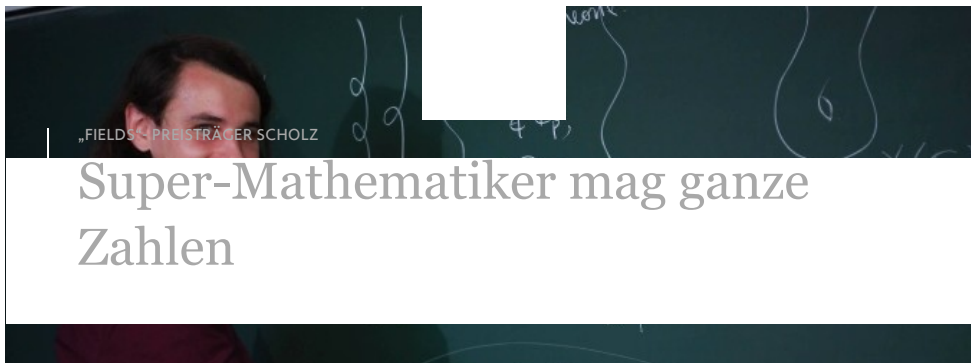 „FIELDS“-PREISTRÄGER SCHOLZ
Super-Mathematiker mag ganze
Zahlen